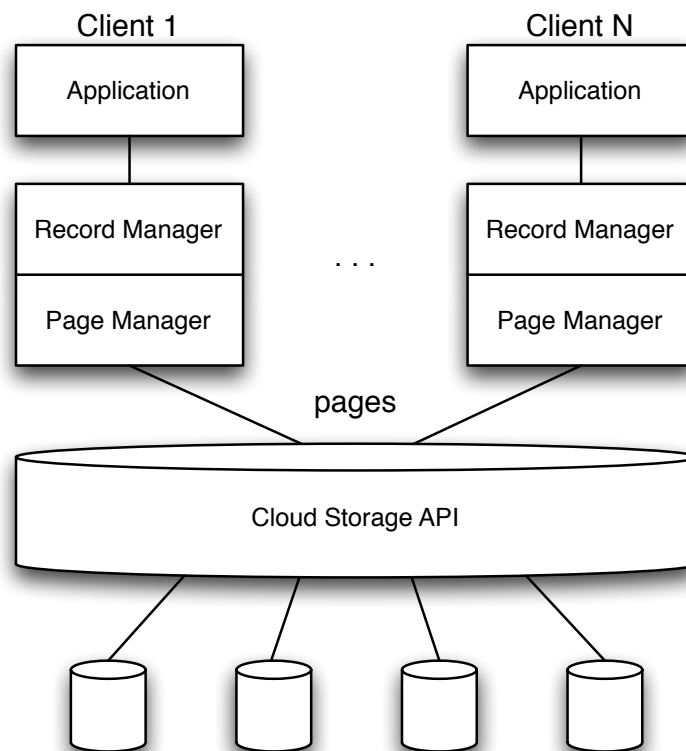 Client 1
Client N
Application
Application
Record Manager
Record Manager
. . .
Page Manager
Page Manager
pages
Cloud Storage API